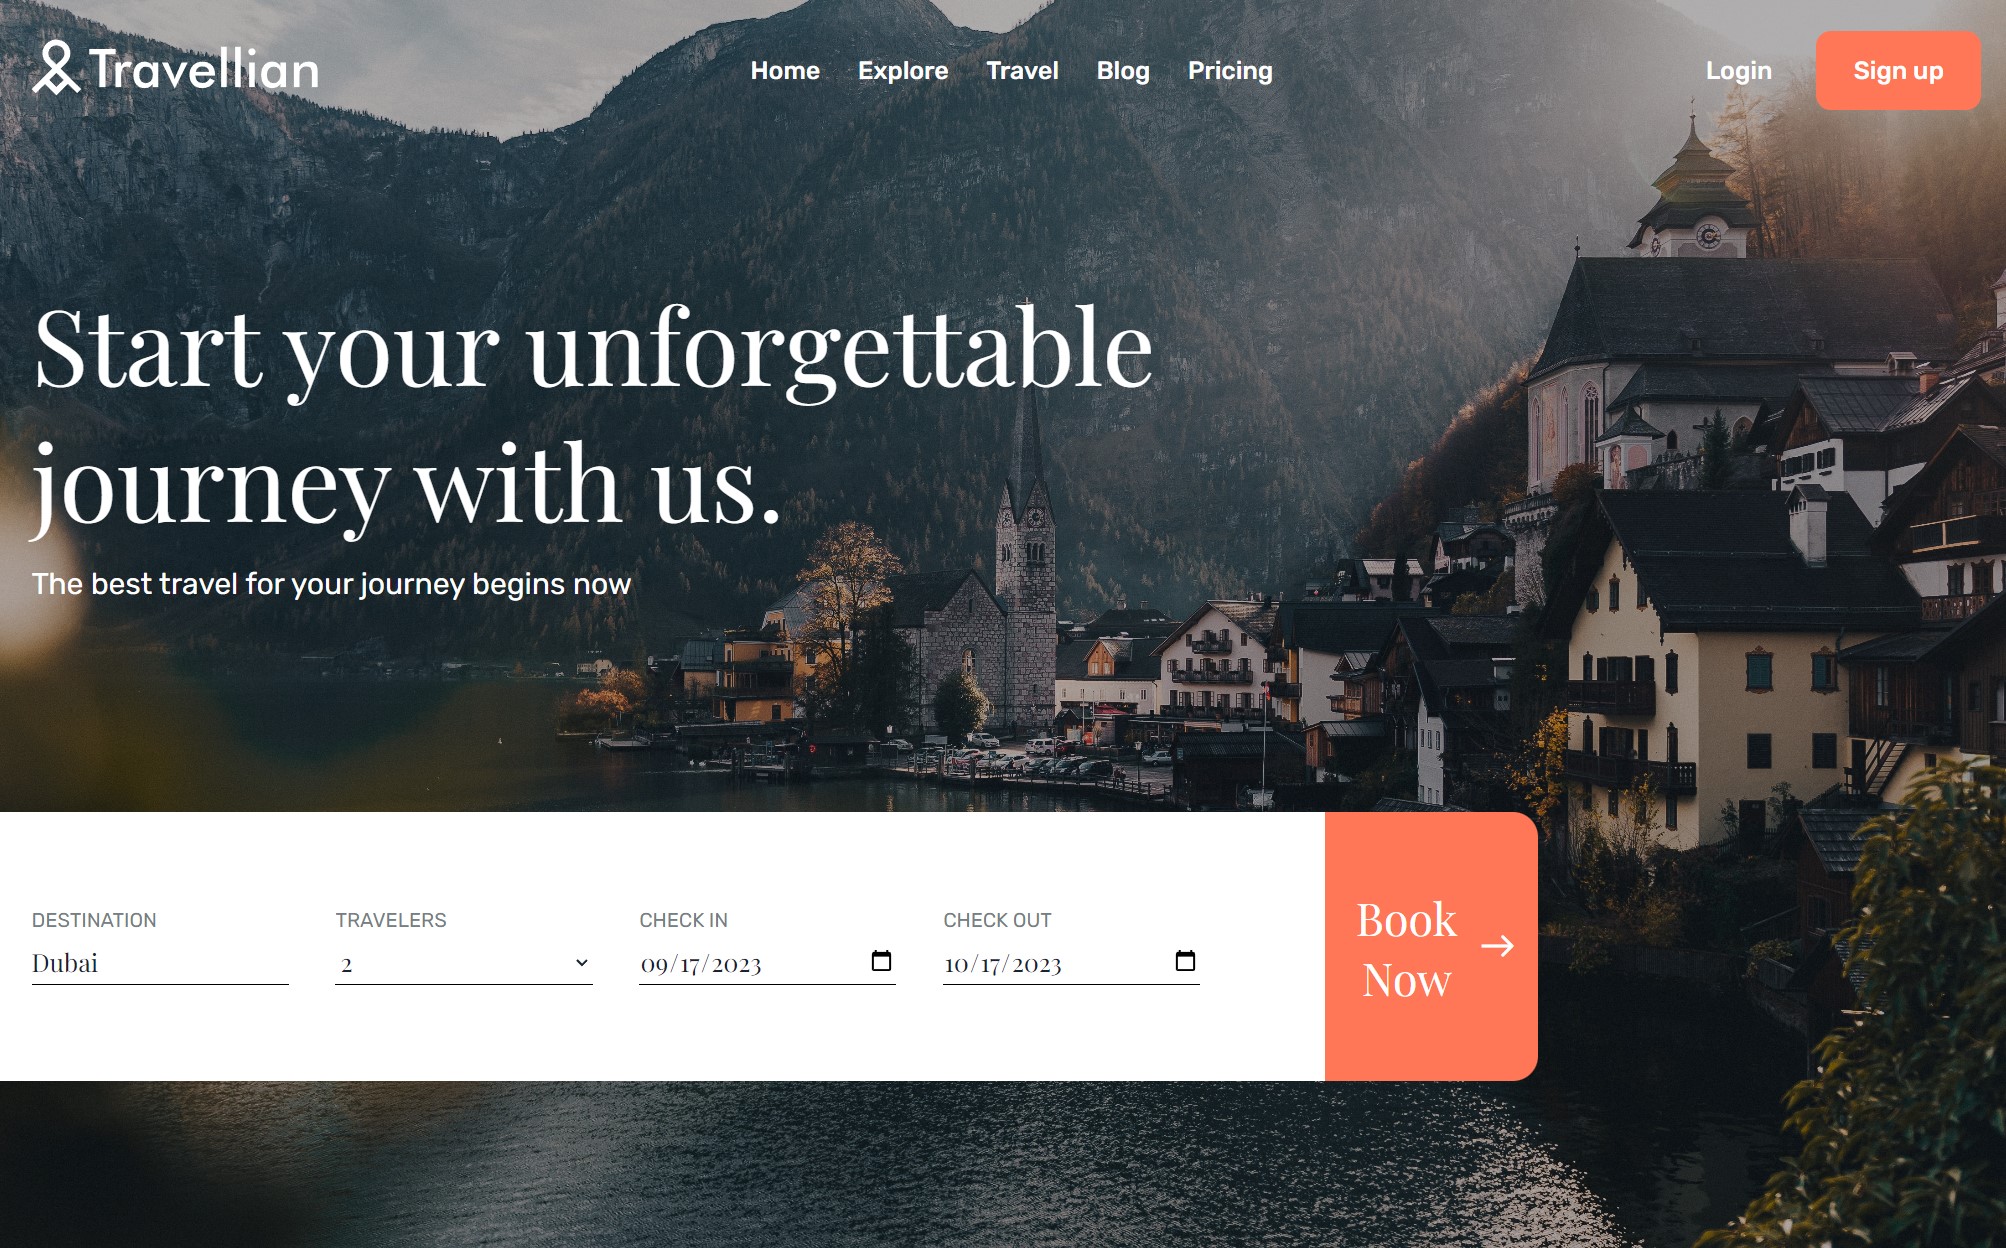 Travellian
Home Explore Travel Blog Pricing
Login Sign up
Start your unforgettable
journey with us.
The best travel for your journey begins now
DESTINATION TRAVELERS CHECK IN CHECK OUT
Dubai 2 09/17/2023 10/17/2023
Book
Now